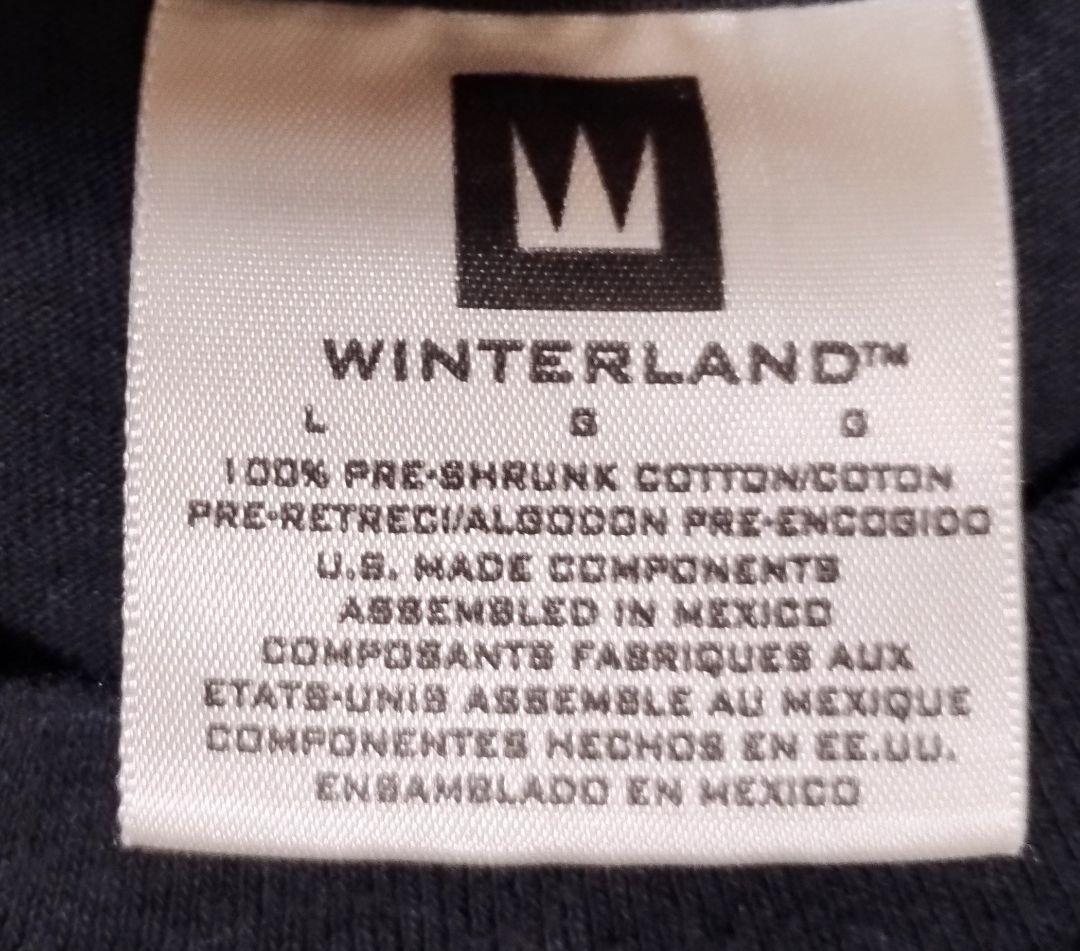 WINTERLAND™
L G G
100% PRE-SHRUNK COTTON/COTON
PRE-RETRECI/ALGODON PRE-ENCOGIDO
U.S. MADE COMPONENTS
ASSEMBLED IN MEXICO
COMPOSANTS FABRIQUES AUX
ETATS-UNIS ASSEMBLE AU MEXIQUE
COMPONENTES HECHOS EN EE.UU.
ENSAMBLADO EN MEXICO